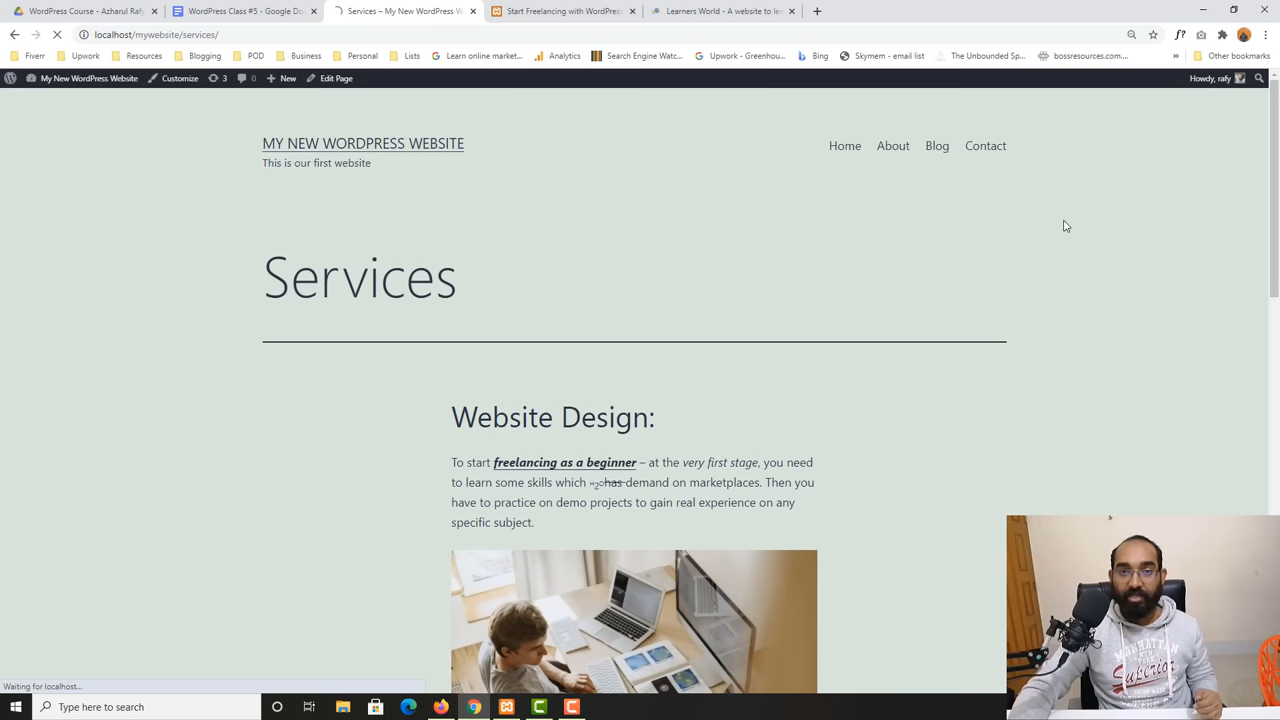 WordPress Course - Azharul Rafy
WordPress Class #5 - Google Do
Services – My New WordPress W
Start Freelancing with WordPress
Learners World - A website to le
localhost/mywebsite/services/
Fiverr
Upwork
Resources
Blogging
POD
Business
Personal
Lists
Learn online market...
Analytics
Search Engine Watc...
Upwork - Greenhou...
Bing
Skymem - email list
The Unbounded Sp...
bossresources.com...
Other bookmarks
My New WordPress Website
Customize
3
0
New
Edit Page
Howdy, rafy
MY NEW WORDPRESS WEBSITE
This is our first website
Home
About
Blog
Contact
Services
Website Design:
To start freelancing as a beginner – at the very first stage, you need
to learn some skills which H2O has demand on marketplaces. Then you
have to practice on demo projects to gain real experience on any
specific subject.
MANHATTAN
Superior
Waiting for localhost...
Type here to search